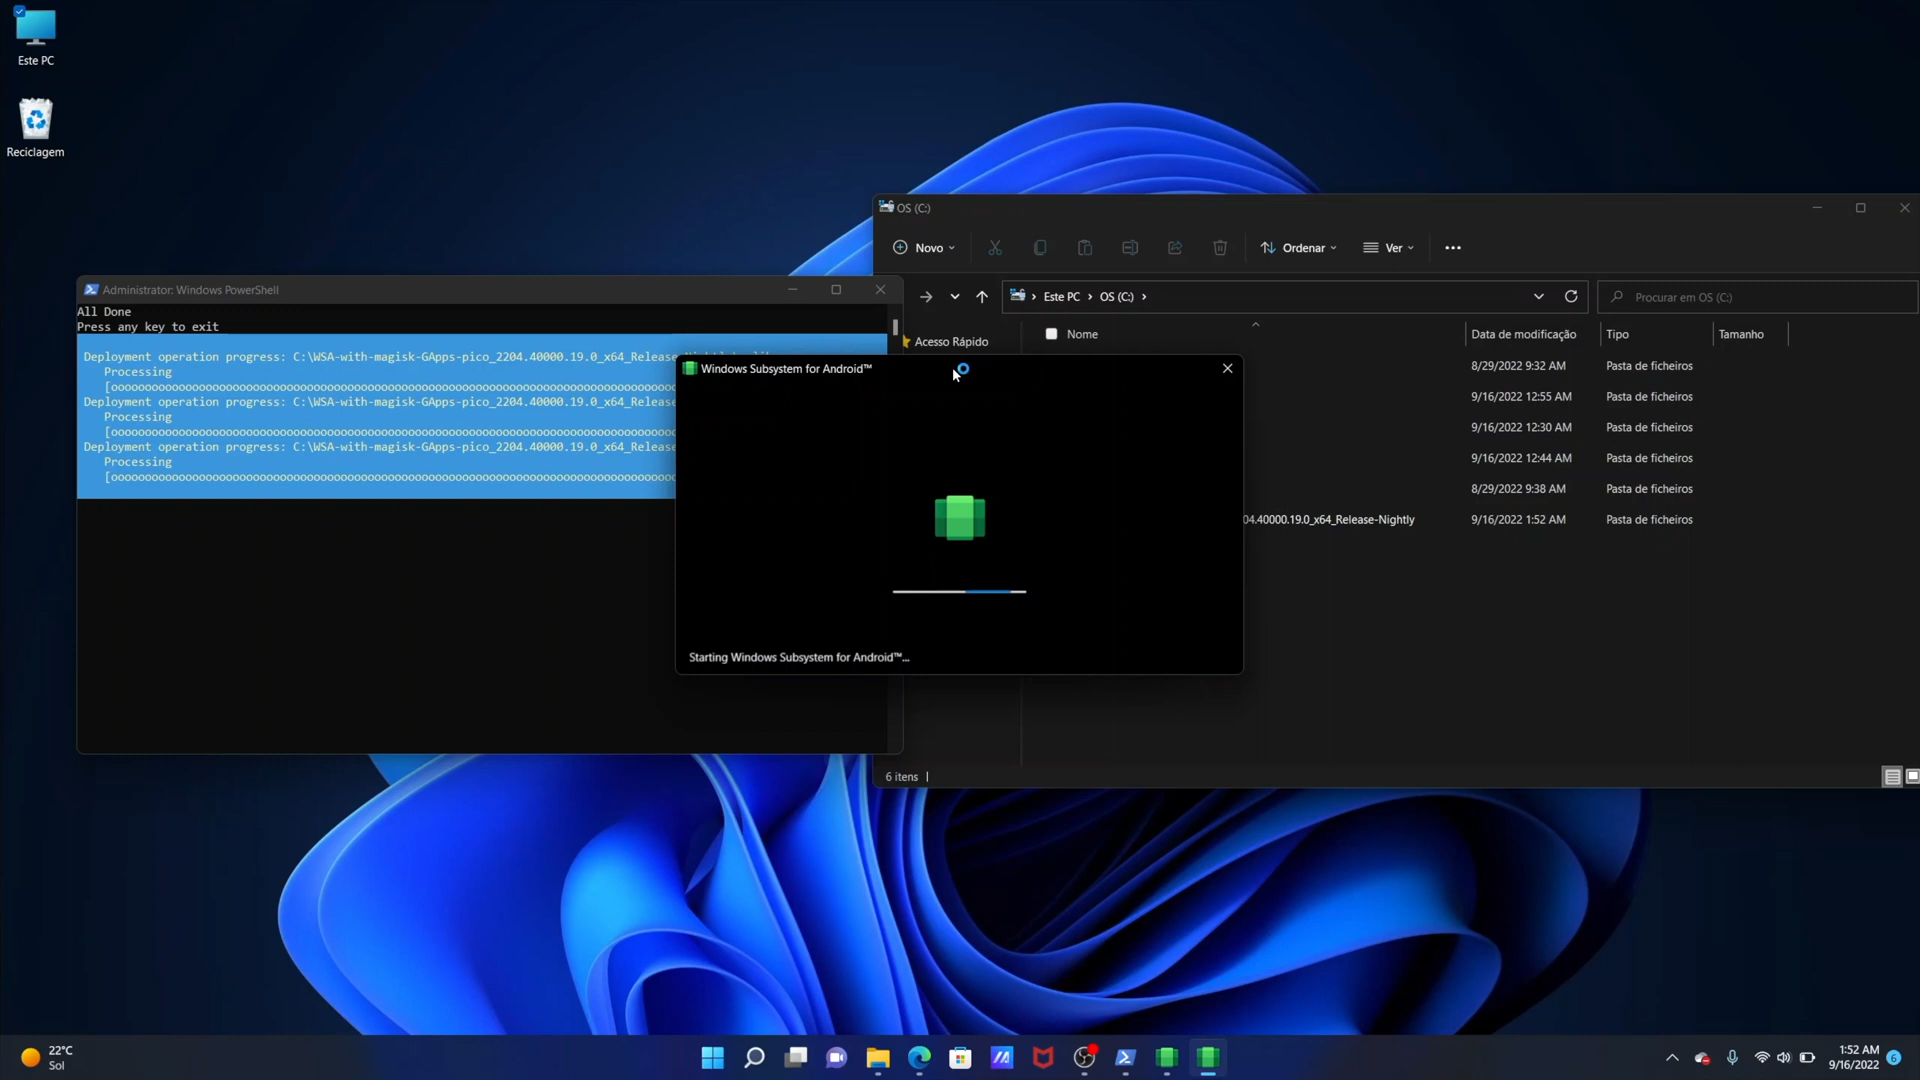 Este PC
Reciclagem
OS (C:)
Novo
Ordenar
Ver
Este PC
OS (C:)
Procurar em OS (C:)
Acesso Rápido
Nome
Data de modificação
Tipo
Tamanho
8/29/2022 9:32 AM
Pasta de ficheiros
9/16/2022 12:55 AM
Pasta de ficheiros
9/16/2022 12:30 AM
Pasta de ficheiros
9/16/2022 12:44 AM
Pasta de ficheiros
8/29/2022 9:38 AM
Pasta de ficheiros
04.40000.19.0_x64_Release-Nightly
9/16/2022 1:52 AM
Pasta de ficheiros
6 itens
Administrator: Windows PowerShell
All Done
Press any key to exit
Deployment operation progress: C:\WSA-with-magisk-GApps-pico_2204.40000.19.0_x64_Release
Processing
Deployment operation progress: C:\WSA-with-magisk-GApps-pico_2204.40000.19.0_x64_Release
Processing
Deployment operation progress: C:\WSA-with-magisk-GApps-pico_2204.40000.19.0_x64_Release
Processing
Windows Subsystem for Android™
Starting Windows Subsystem for Android™...
22°C
Sol
1:52 AM
9/16/2022
6